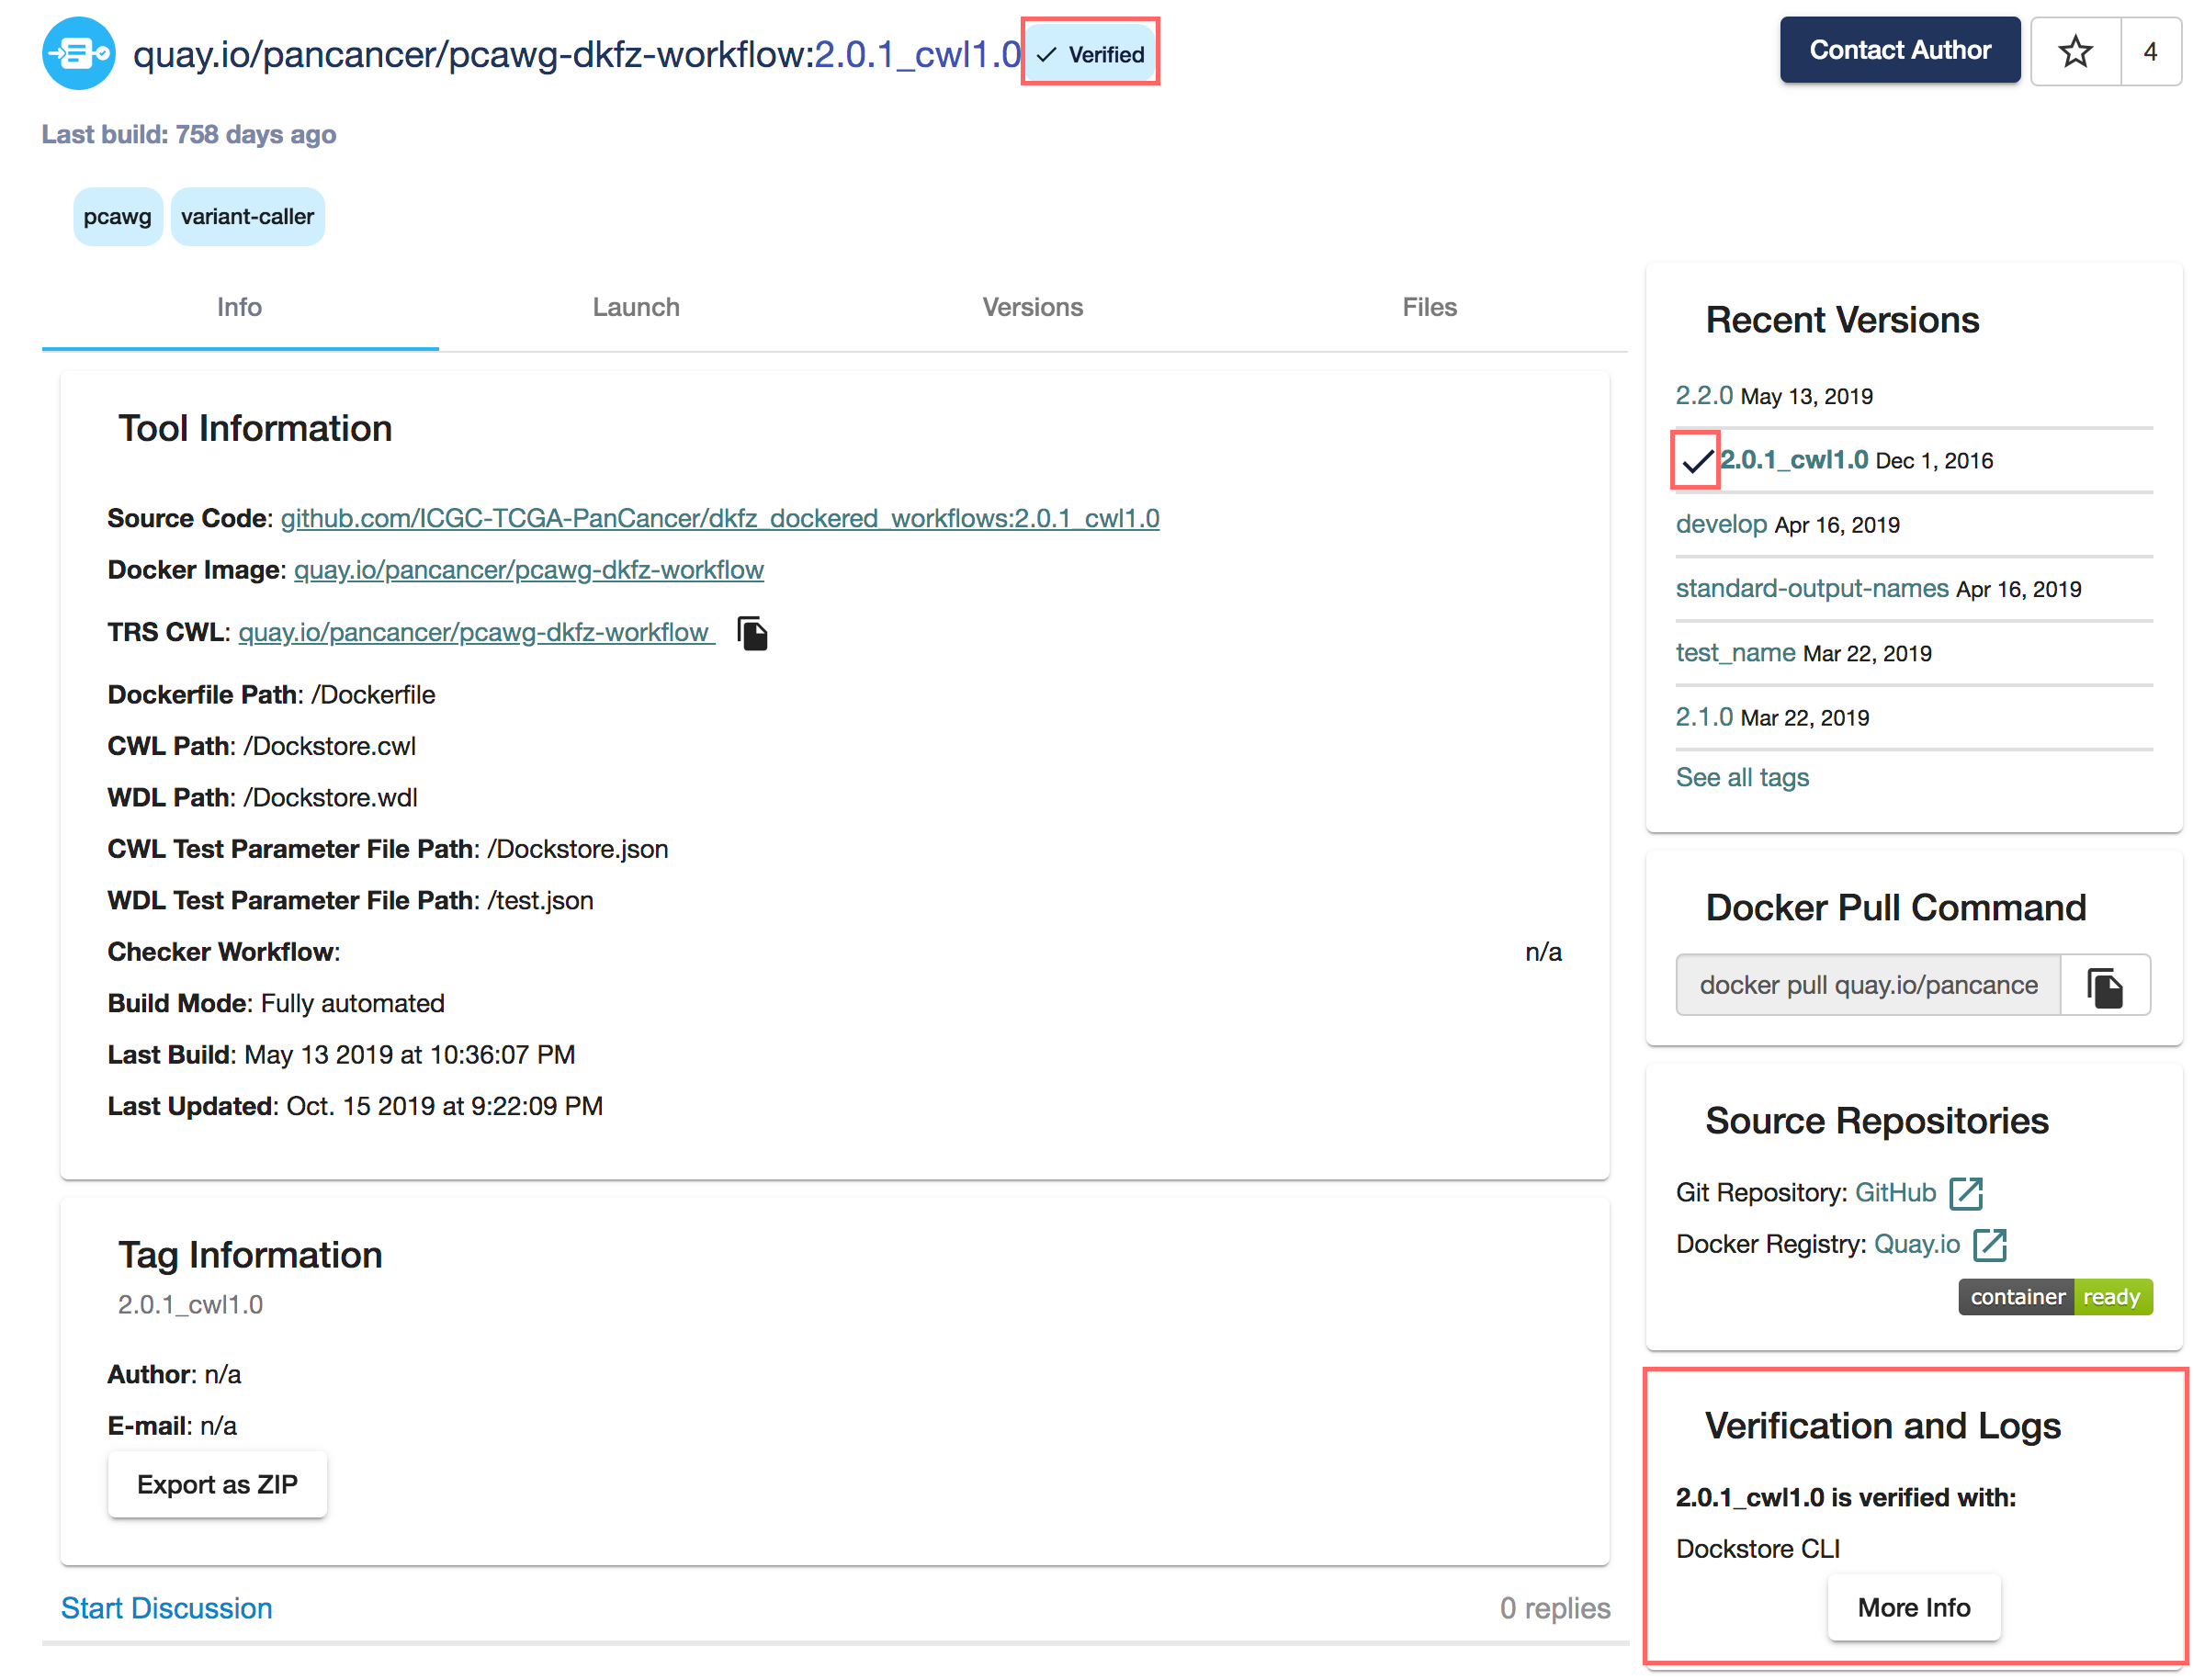 quay.io/pancancer/pcawg-dkfz-workflow:2.0.1_cwl1.0 Verified
Contact Author
4
Last build: 758 days ago
pcawg
variant-caller
Info
Launch
Versions
Files
Tool Information
Source Code: github.com/ICGC-TCGA-PanCancer/dkfz_dockered_workflows:2.0.1_cwl1.0
Docker Image: quay.io/pancancer/pcawg-dkfz-workflow
TRS CWL: quay.io/pancancer/pcawg-dkfz-workflow
Dockerfile Path: /Dockerfile
CWL Path: /Dockstore.cwl
WDL Path: /Dockstore.wdl
CWL Test Parameter File Path: /Dockstore.json
WDL Test Parameter File Path: /test.json
Checker Workflow: n/a
Build Mode: Fully automated
Last Build: May 13 2019 at 10:36:07 PM
Last Updated: Oct. 15 2019 at 9:22:09 PM
Tag Information
2.0.1_cwl1.0
Author: n/a
E-mail: n/a
Export as ZIP
Start Discussion
0 replies
Recent Versions
2.2.0 May 13, 2019
2.0.1_cwl1.0 Dec 1, 2016
develop Apr 16, 2019
standard-output-names Apr 16, 2019
test_name Mar 22, 2019
2.1.0 Mar 22, 2019
See all tags
Docker Pull Command
docker pull quay.io/pancance
Source Repositories
Git Repository: GitHub
Docker Registry: Quay.io
container ready
Verification and Logs
2.0.1_cwl1.0 is verified with:
Dockstore CLI
More Info